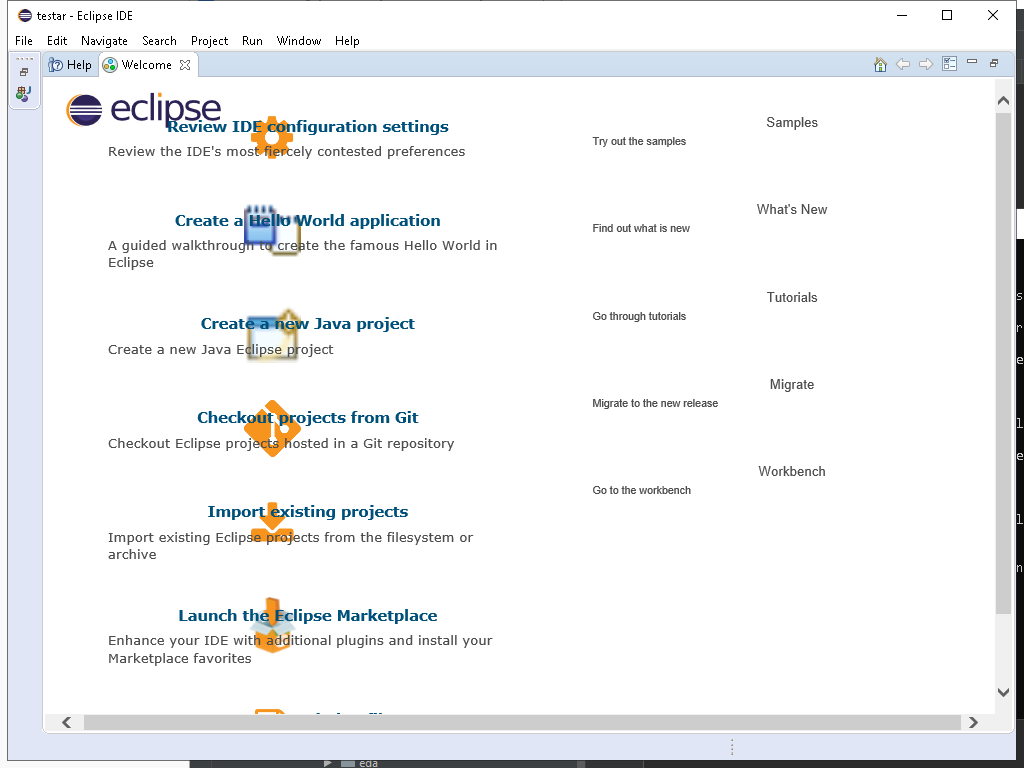 testar - Eclipse IDE
File Edit Navigate Search Project Run Window Help
Help Welcome
eclipse
Review IDE configuration settings
Review the IDE's most fiercely contested preferences
Create a Hello World application
A guided walkthrough to create the famous Hello World in
Eclipse
Create a new Java project
Create a new Java Eclipse project
Checkout projects from Git
Checkout Eclipse projects hosted in a Git repository
Import existing projects
Import existing Eclipse projects from the filesystem or
archive
Launch the Eclipse Marketplace
Enhance your IDE with additional plugins and install your
Marketplace favorites
Samples
Try out the samples
What's New
Find out what is new
Tutorials
Go through tutorials
Migrate
Migrate to the new release
Workbench
Go to the workbench
eda